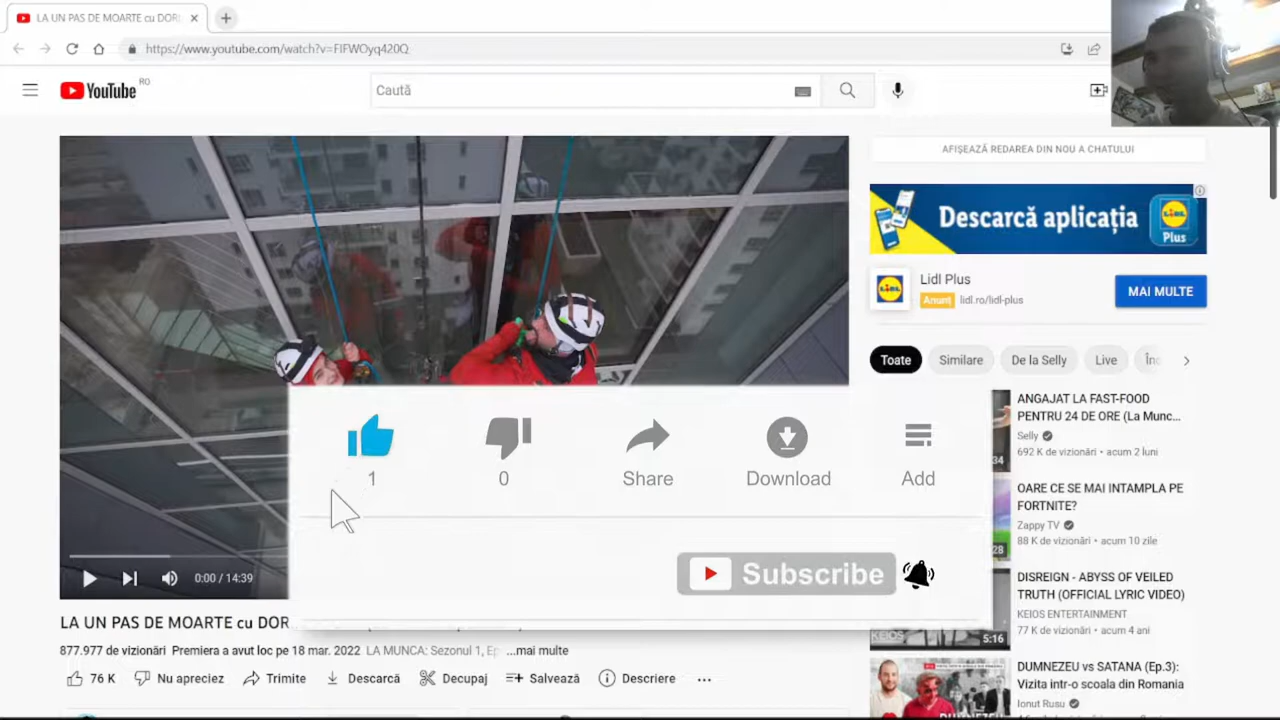 LA UN PAS DE MOARTE cu DORI
https://www.youtube.com/watch?v=FIFWOyq420Q
YouTube RO
Caută
AFIȘEAZĂ REDAREA DIN NOU A CHATULUI
Descarcă aplicația
LIDL
Plus
Lidl Plus
Anunț lidl.ro/lidl-plus
MAI MULTE
Toate
Similare
De la Selly
Live
Înc
ANGAJAT LA FAST-FOOD
PENTRU 24 DE ORE (La Munc...
Selly
692 K de vizionări • acum 2 luni
34
OARE CE SE MAI INTAMPLA PE
FORTNITE?
Zappy TV
88 K de vizionări • acum 10 zile
28
DISREIGN - ABYSS OF VEILED
TRUTH (OFFICIAL LYRIC VIDEO)
KEIOS ENTERTAINMENT
77 K de vizionări • acum 4 ani
KEIOS
5:16
DUMNEZEU vs SATANA (Ep.3):
Vizita intr-o scoala din Romania
Ionut Rusu
1
0
Share
Download
Add
Subscribe
0:00 / 14:39
LA UN PAS DE MOARTE cu DOR
877.977 de vizionări Premiera a avut loc pe 18 mar. 2022 LA MUNCA: Sezonul 1, Ep ...mai multe
76 K
Nu apreciez
Trimite
Descarcă
Decupaj
Salvează
Descriere